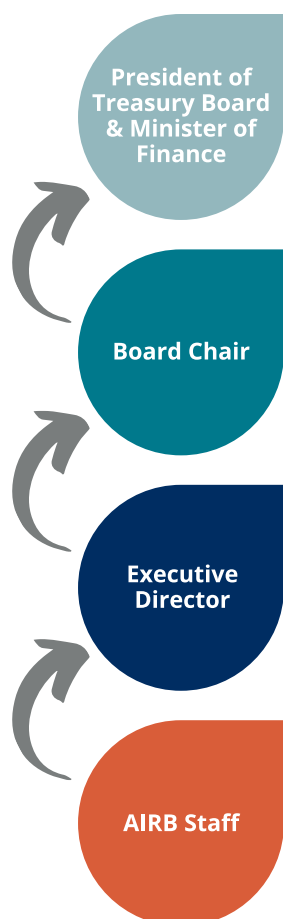 President of
Treasury Board
& Minister of
Finance
Board Chair
Executive
Director
AIRB Staff